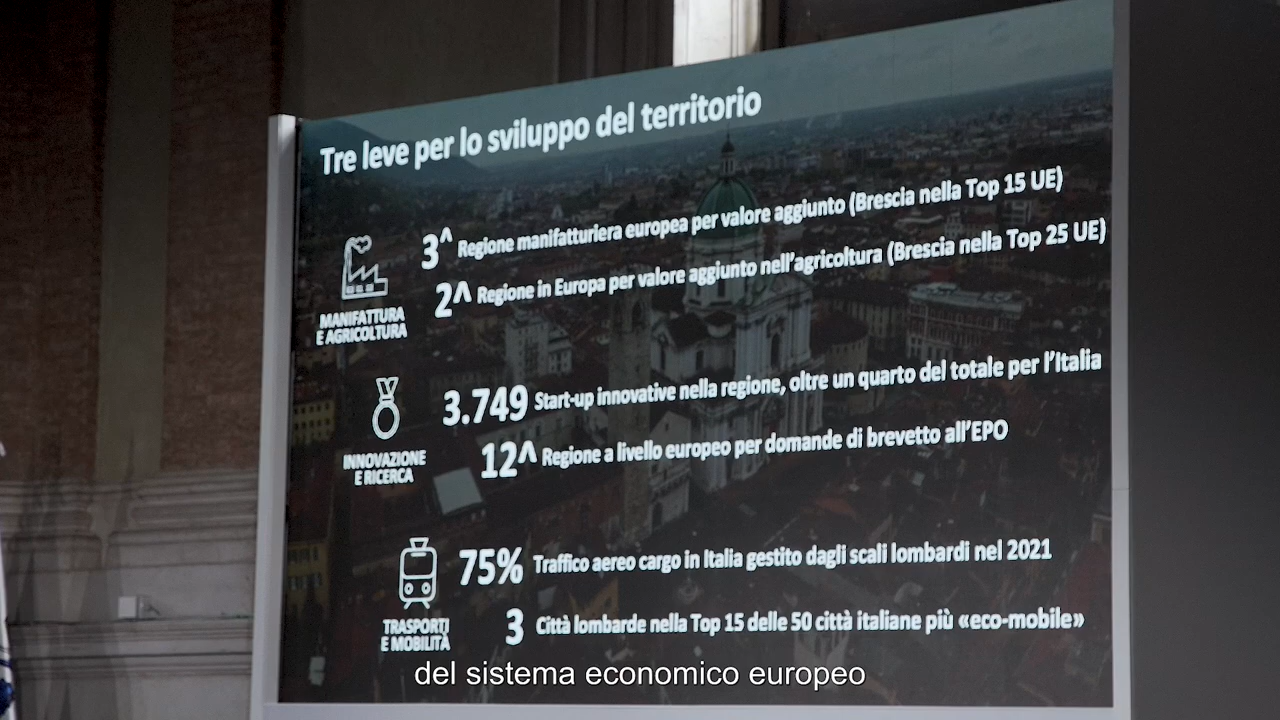 Tre leve per lo sviluppo del territorio
3^ Regione manifatturiera europea per valore aggiunto (Brescia nella Top 15 UE)
2^ Regione in Europa per valore aggiunto nell'agricoltura (Brescia nella Top 25 UE)
MANIFATTURA
E AGRICOLTURA
3.749 Start-up innovative nella regione, oltre un quarto del totale per l'Italia
12^ Regione a livello europeo per domande di brevetto all'EPO
INNOVAZIONE
E RICERCA
75% Traffico aereo cargo in Italia gestito dagli scali lombardi nel 2021
3 Città lombarde nella Top 15 delle 50 città italiane più «eco-mobile»
TRASPORTI
E MOBILITÀ
del sistema economico europeo